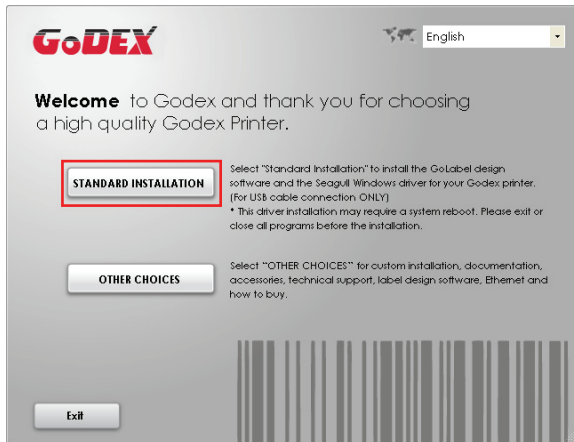 GoDEX
English
Welcome to Godex and thank you for choosing
a high quality Godex Printer.
STANDARD INSTALLATION
Select "Standard Installation" to install the GoLabel design
software and the Seagull Windows driver for your Godex printer.
(For USB cable connection ONLY)
* This driver installation may require a system reboot. Please exit or
close all programs before the installation.
OTHER CHOICES
Select "OTHER CHOICES" for custom installation, documentation,
accessories, technical support, label design software, Ethernet and
how to buy.
Exit